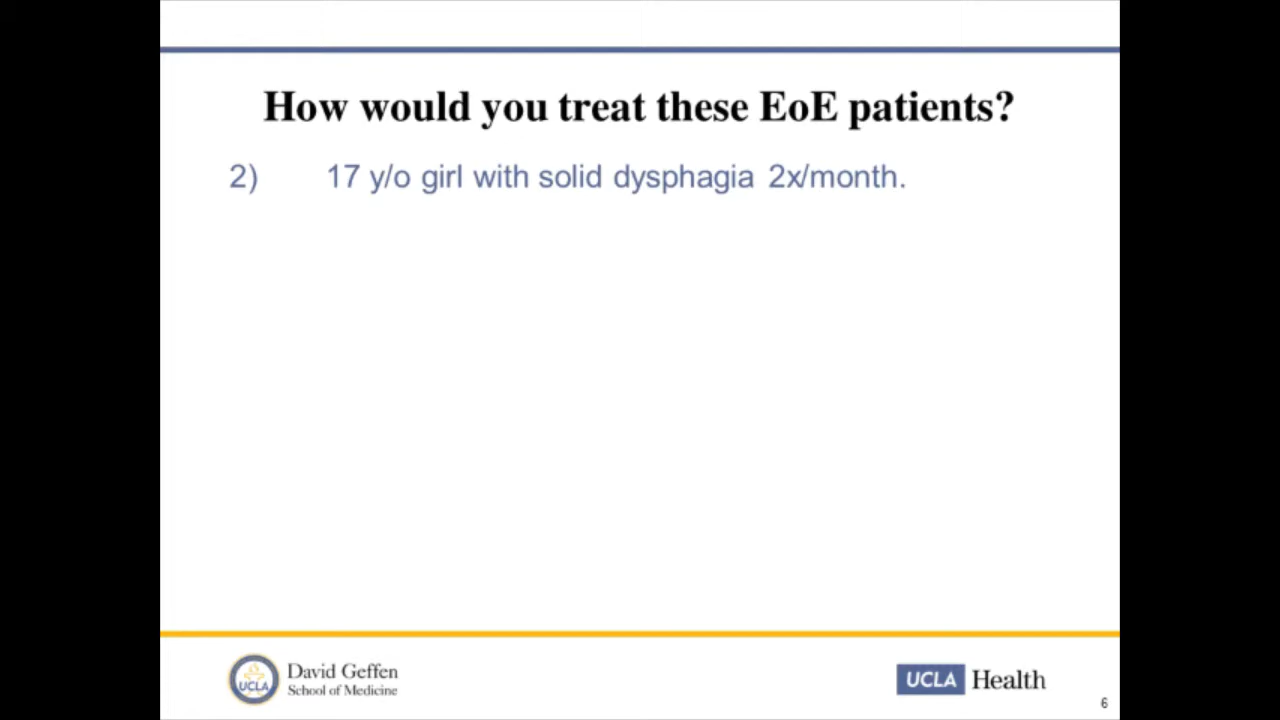 How would you treat these EoE patients?
2) 17 y/o girl with solid dysphagia 2x/month.
UCLA
David Geffen
School of Medicine
UCLA Health
6